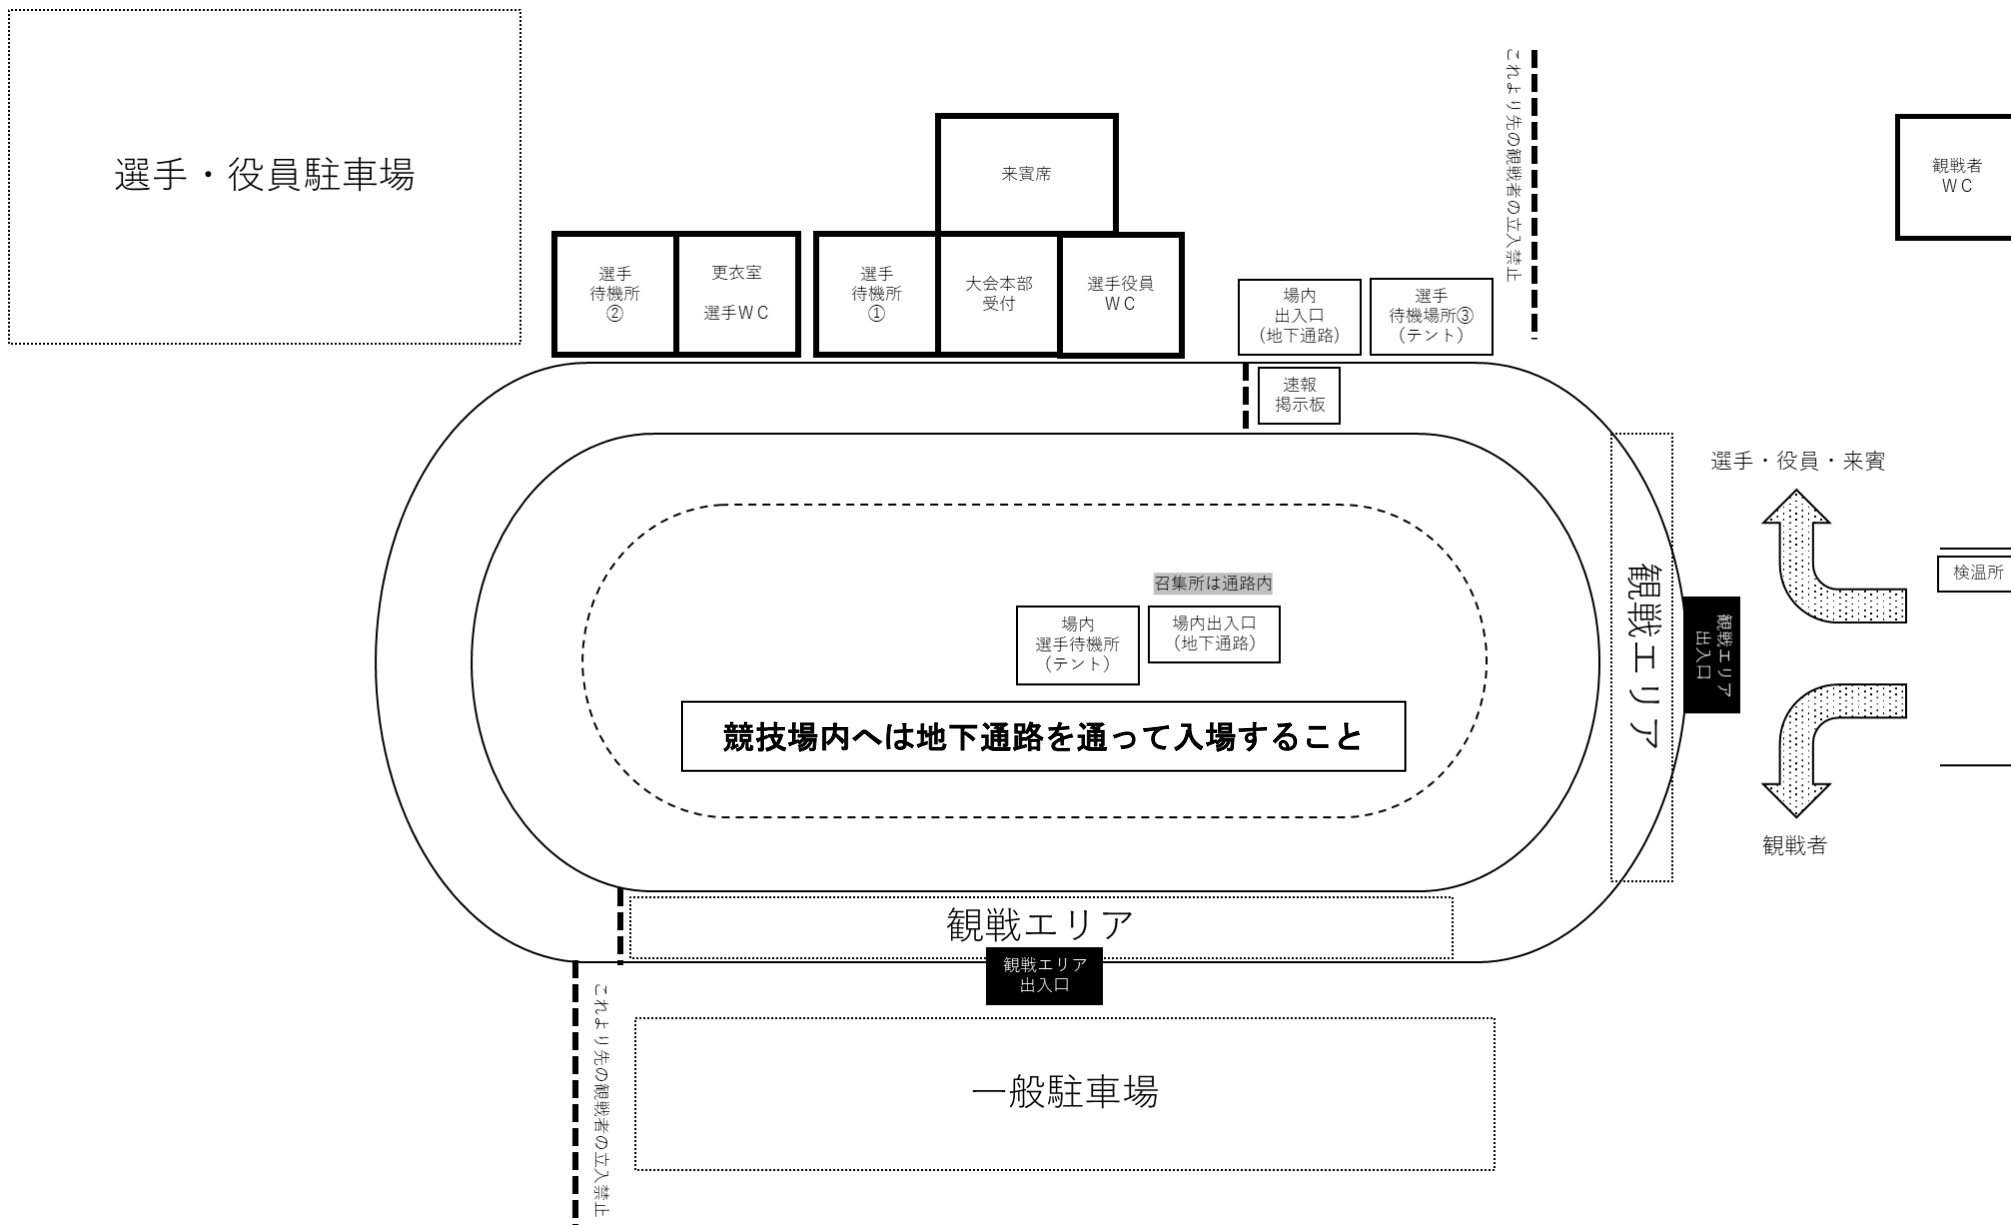 選手・役員駐車場
これより先の観戦者の立入禁止
来賓席
観戦者
ＷＣ
選手
待機所
②
更衣室
選手ＷＣ
選手
待機所
①
大会本部
受付
選手役員
ＷＣ
場内
出入口
（地下通路）
選手
待機場所③
（テント）
速報
掲示板
選手・役員・来賓
検温所
召集所は通路内
場内
選手待機所
（テント）
場内出入口
（地下通路）
観戦エリア
観戦エリア
出入口
競技場内へは地下通路を通って入場すること
観戦者
観戦エリア
観戦エリア
出入口
これより先の観戦者の立入禁止
一般駐車場